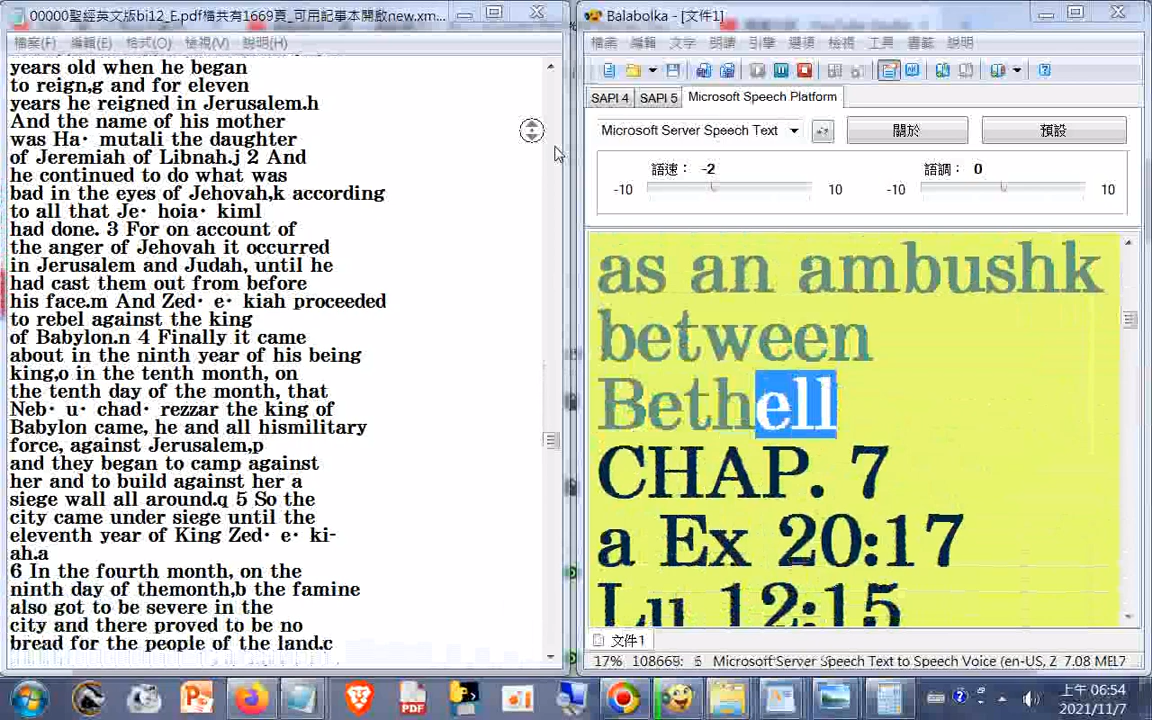 00000聖經英文版bi12_E.pdf檔共有1669頁_可用記事本開啟new.xm...
檔案(F) 編輯(E) 格式(O) 檢視(V) 說明(H)
years old when he began
to reign,g and for eleven
years he reigned in Jerusalem.h
And the name of his mother
was Ha·mutali the daughter
of Jeremiah of Libnah.j 2 And
he continued to do what was
bad in the eyes of Jehovah,k according
to all that Je·hoia·kiml
had done. 3 For on account of
the anger of Jehovah it occurred
in Jerusalem and Judah, until he
had cast them out from before
his face.m And Zed·e·kiah proceeded
to rebel against the king
of Babylon.n 4 Finally it came
about in the ninth year of his being
king,o in the tenth month, on
the tenth day of the month, that
Neb·u·chad·rezzar the king of
Babylon came, he and all hismilitary
force, against Jerusalem,p
and they began to camp against
her and to build against her a
siege wall all around.q 5 So the
city came under siege until the
eleventh year of King Zed·e·ki-
ah.a
6 In the fourth month, on the
ninth day of themonth,b the famine
also got to be severe in the
city and there proved to be no
bread for the people of the land.c
Balabolka - [文件1]
檔案 編輯 文字 朗讀 引擎 選項 檢視 工具 書籤 說明
SAPI 4 SAPI 5 Microsoft Speech Platform
Microsoft Server Speech Text 關於 預設
語速： -2 語調： 0
-10 10 -10 10
as an ambushk
between
Bethell
CHAP. 7
a Ex 20:17
Lu 12:15
文件1
17% 108669: 6 Microsoft Server Speech Text to Speech Voice (en-US, Z 7.08 MEL7
PDF
上午 06:54
2021/11/7